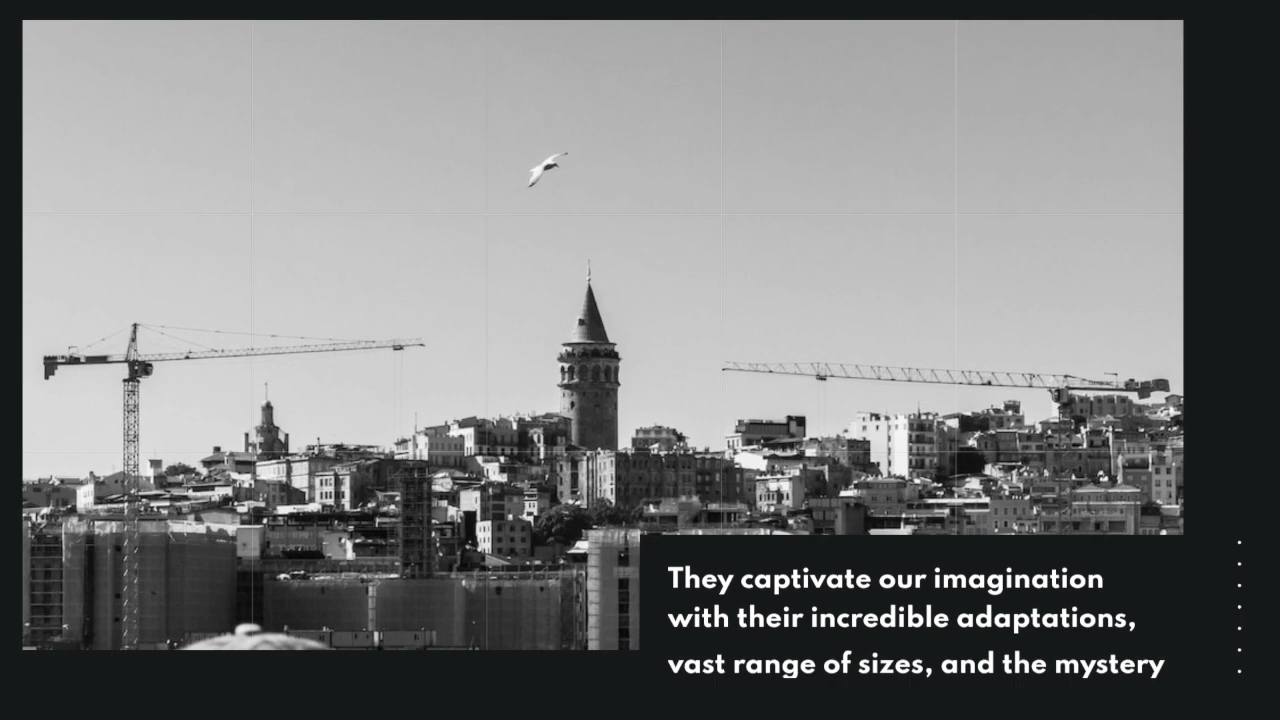 They captivate our imagination
with their incredible adaptations,
vast range of sizes, and the mystery